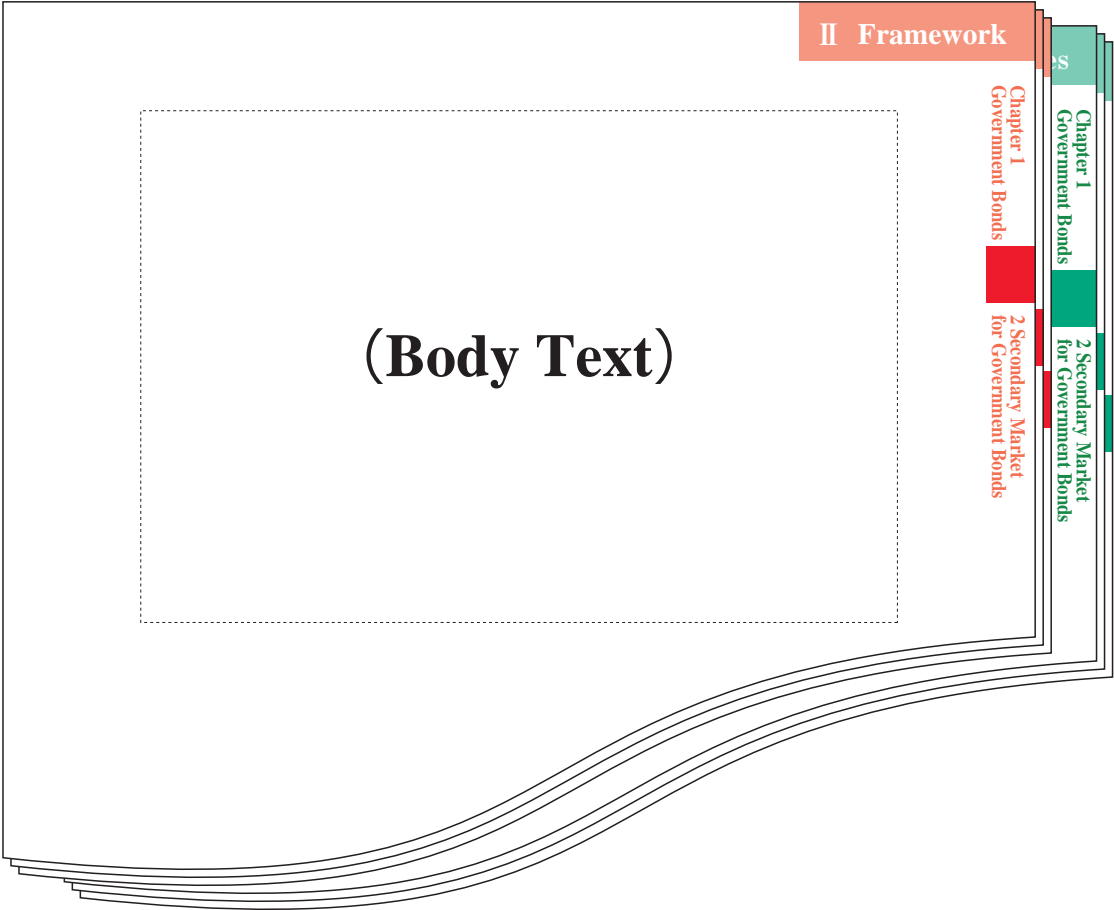 Ⅱ Framework
Chapter 1
Government Bonds
2 Secondary Market
for Government Bonds
(Body Text)
Chapter 1
Government Bonds
2 Secondary Market
for Government Bonds